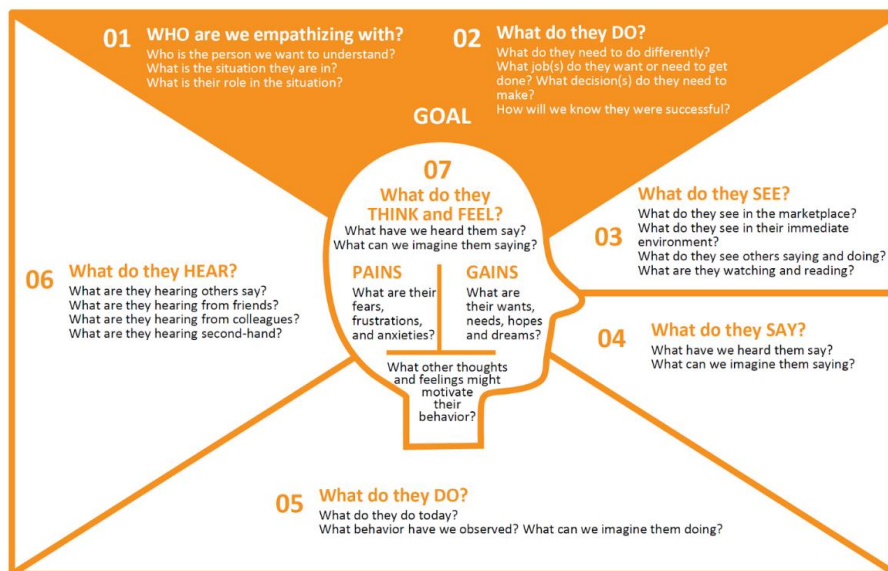 01
WHO are we empathizing with?
Who is the person we want to understand?
What is the situation they are in?
What is their role in the situation?
02
What do they DO?
What do they need to do differently?
What job(s) do they want or need to get
done? What decision(s) do they need to
make?
How will we know they were successful?
GOAL
07
What do they
THINK and FEEL?
What have we heard them say?
What can we imagine them saying?
PAINS
What are their
fears,
frustrations,
and anxieties?
GAINS
What are
their wants,
needs, hopes
and dreams?
What other thoughts
and feelings might
motivate
their
behavior?
03
What do they SEE?
What do they see in the marketplace?
What do they see in their immediate
environment?
What do they see others saying and doing?
What are they watching and reading?
04
What do they SAY?
What have we heard them say?
What can we imagine them saying?
05
What do they DO?
What do they do today?
What behavior have we observed? What can we imagine them doing?
06
What do they HEAR?
What are they hearing others say?
What are they hearing from friends?
What are they hearing from colleagues?
What are they hearing second-hand?